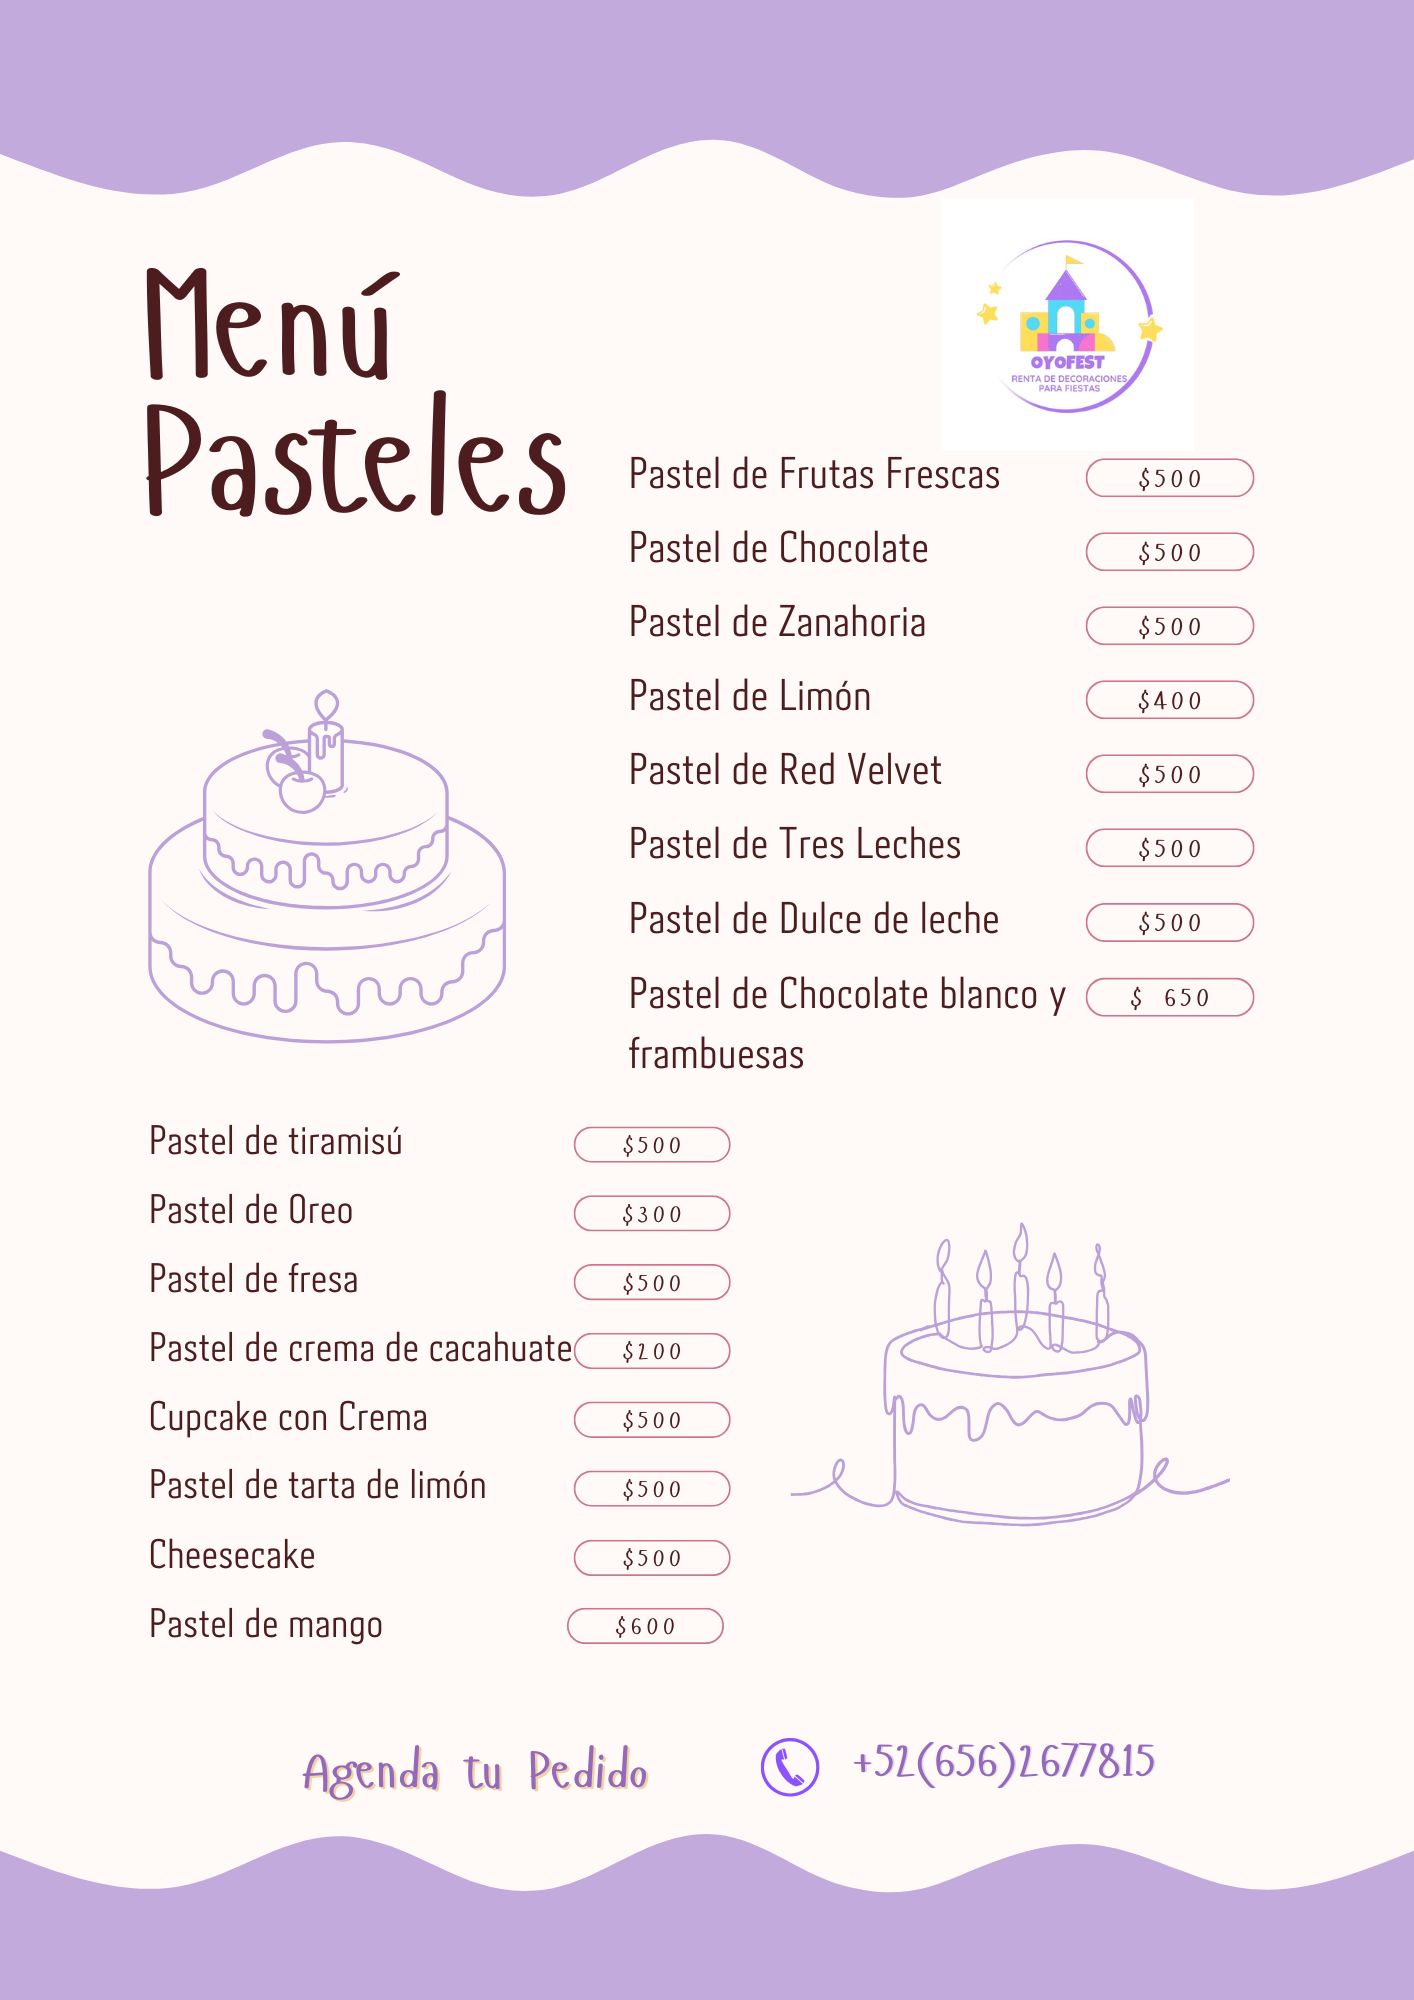 Menú
Pasteles
OYOFEST
RENTA DE DECORACIONES
PARA FIESTAS
Pastel de Frutas Frescas $500
Pastel de Chocolate $500
Pastel de Zanahoria $500
Pastel de Limón $400
Pastel de Red Velvet $500
Pastel de Tres Leches $500
Pastel de Dulce de leche $500
Pastel de Chocolate blanco y $ 650
frambuesas
Pastel de tiramisú $500
Pastel de Oreo $300
Pastel de fresa $500
Pastel de crema de cacahuate $200
Cupcake con Crema $500
Pastel de tarta de limón $500
Cheesecake $500
Pastel de mango $600
Agenda tu Pedido +52(656)2677815